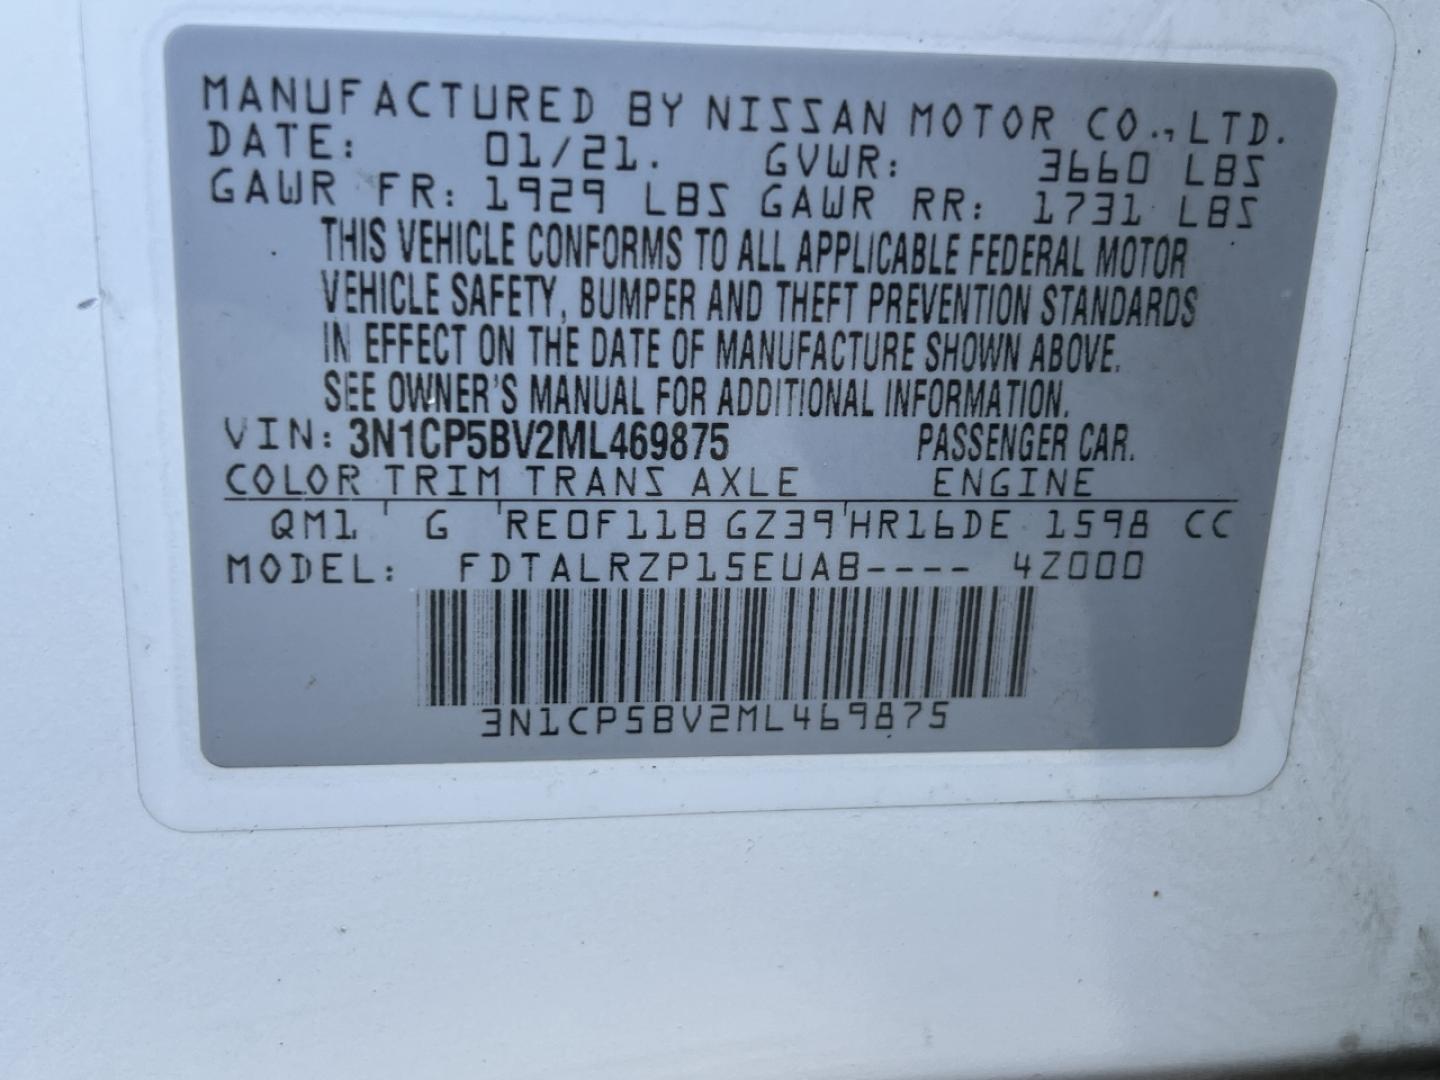 MANUFACTURED BY NISSAN MOTOR CO., LTD.
DATE: 01/21. GVWR: 3660 LBS
GAWR FR: 1929 LBS GAWR RR: 1731 LBS
THIS VEHICLE CONFORMS TO ALL APPLICABLE FEDERAL MOTOR
VEHICLE SAFETY, BUMPER AND THEFT PREVENTION STANDARDS
IN EFFECT ON THE DATE OF MANUFACTURE SHOWN ABOVE.
SEE OWNER'S MANUAL FOR ADDITIONAL INFORMATION.
VIN: 3N1CP5BV2ML469875 PASSENGER CAR.
COLOR TRIM TRANS AXLE ENGINE
QM1 G RE0F11B GZ39 HR16DE 1598 CC
MODEL: FDTALRZP15EUAB---- 4Z000
3N1CP5BV2ML469875